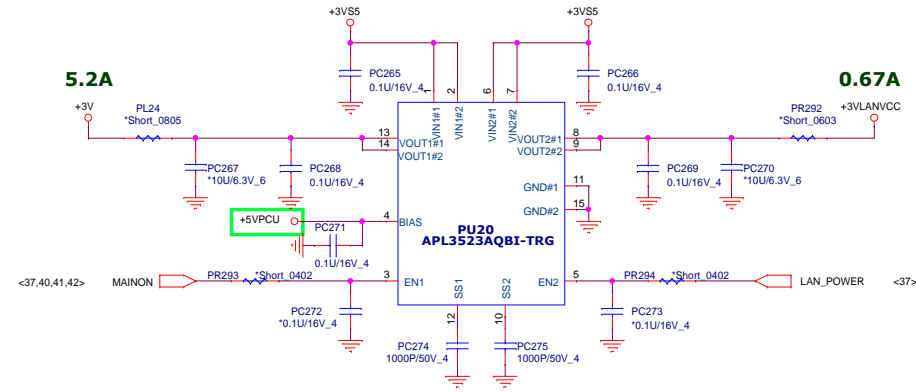 +3VS5
+3VS5
5.2A
0.67A
PC265
0.1U/16V_4
PC266
0.1U/16V_4
+3V
PL24
*Short_0805
1
2
6
7
VIN1#1
VIN1#2
VIN2#1
VIN2#2
PR292
*Short_0603
+3VLANVCC
13
14
VOUT1#1
VOUT1#2
VOUT2#1
VOUT2#2
8
9
PC267
*10U/6.3V_6
PC268
0.1U/16V_4
PC269
0.1U/16V_4
PC270
*10U/6.3V_6
GND#1
11
GND#2
15
+5VPCU
PC271
0.1U/16V_4
4
BIAS
PU20
APL3523AQBI-TRG
<37,40,41,42>
MAINON
PR293
*Short_0402
3
EN1
SS1
SS2
EN2
5
PR294
*Short_0402
LAN_POWER
<37>
PC272
*0.1U/16V_4
12
10
PC273
*0.1U/16V_4
PC274
1000P/50V_4
PC275
1000P/50V_4